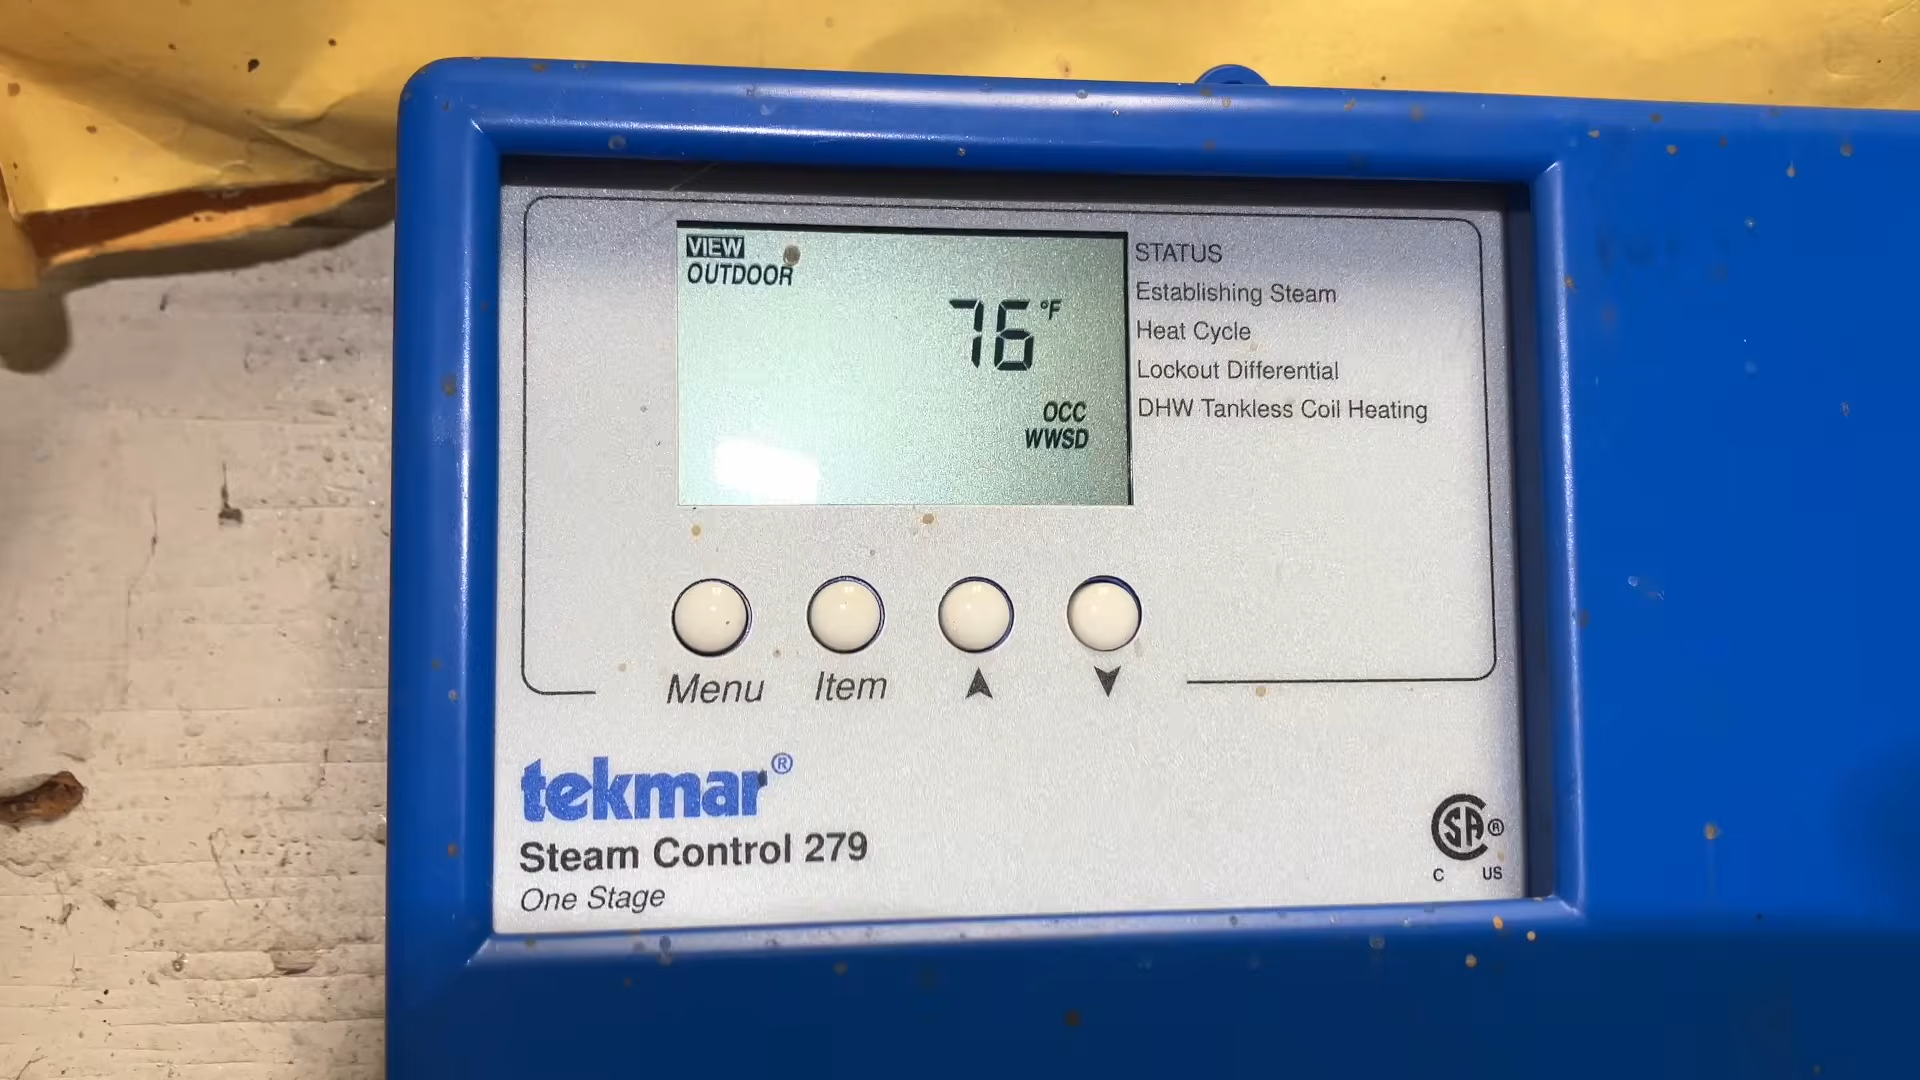 VIEW
OUTDOOR
76 °F
OCC
WWSD
STATUS
Establishing Steam
Heat Cycle
Lockout Differential
DHW Tankless Coil Heating
Menu Item
tekmar®
Steam Control 279
One Stage
SA®
C US